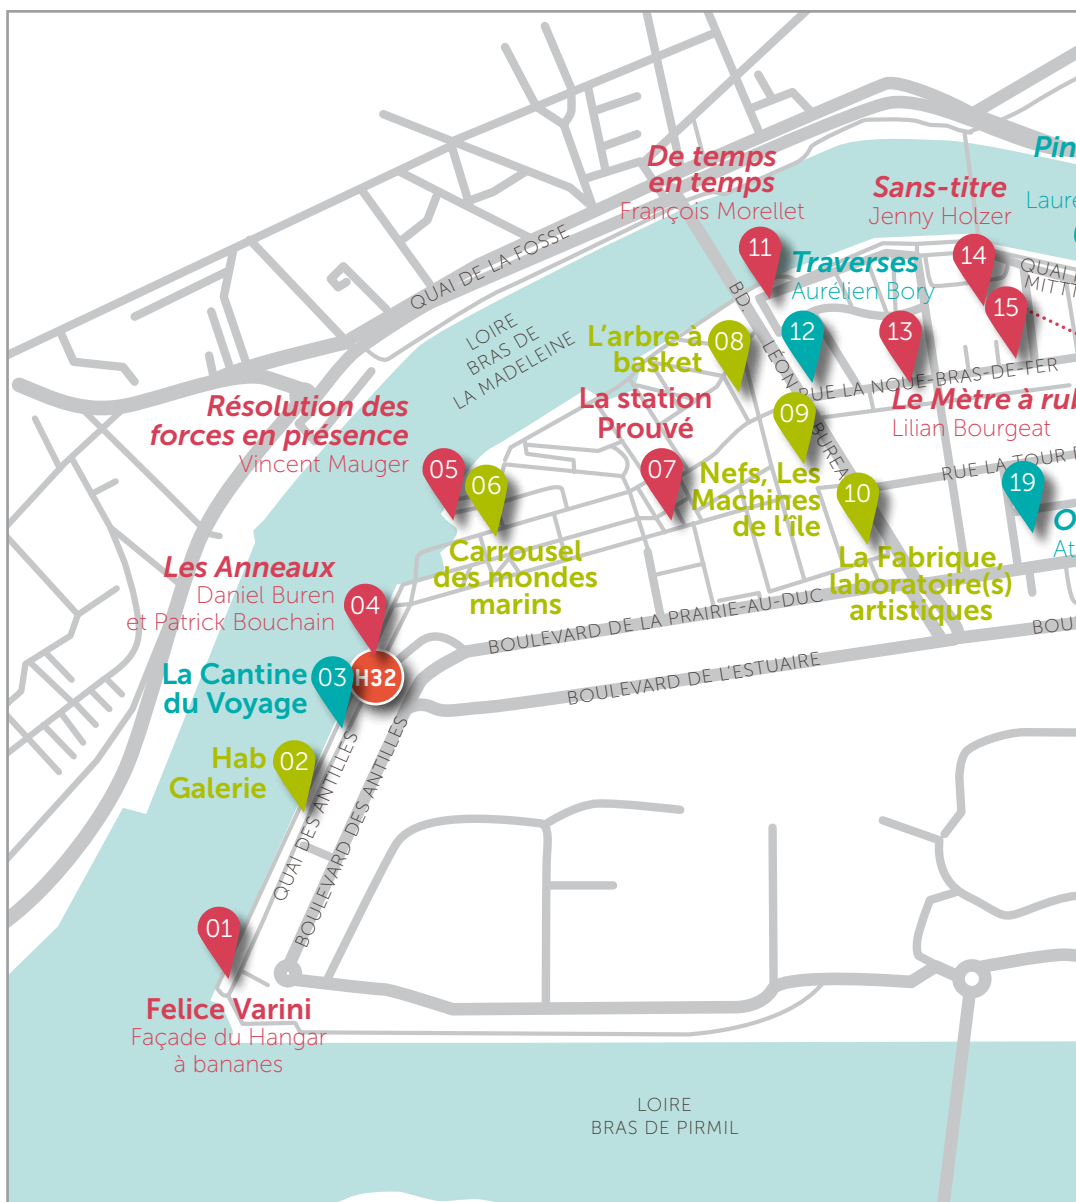 De temps
en temps
François Morellet
11
Sans-titre
Jenny Holzer
14
Pin
Laure
QUAI DE LA FOSSE
BD. LÉON BUREAU
Traverses
Aurélien Bory
12
13
15
QUAI
MITT
LOIRE
BRAS DE
LA MADELEINE
L'arbre à
basket
08
RUE LA NOUE-BRAS-DE-FER
Le Mètre à rub
Lilian Bourgeat
La station
Prouvé
07
09
Nefs, Les
Machines
de l'île
Résolution des
forces en présence
Vincent Mauger
05
06
Carrousel
des mondes
marins
10
La Fabrique,
laboratoire(s)
artistiques
RUE LA TOUR
19
O
At
Les Anneaux
Daniel Buren
et Patrick Bouchain
04
BOULEVARD DE LA PRAIRIE-AU-DUC
BOUL
La Cantine
du Voyage
03
H32
BOULEVARD DE L'ESTUAIRE
Hab
Galerie
02
QUAI DES ANTILLES
BOULEVARD DES ANTILLES
01
Felice Varini
Façade du Hangar
à bananes
LOIRE
BRAS DE PIRMIL